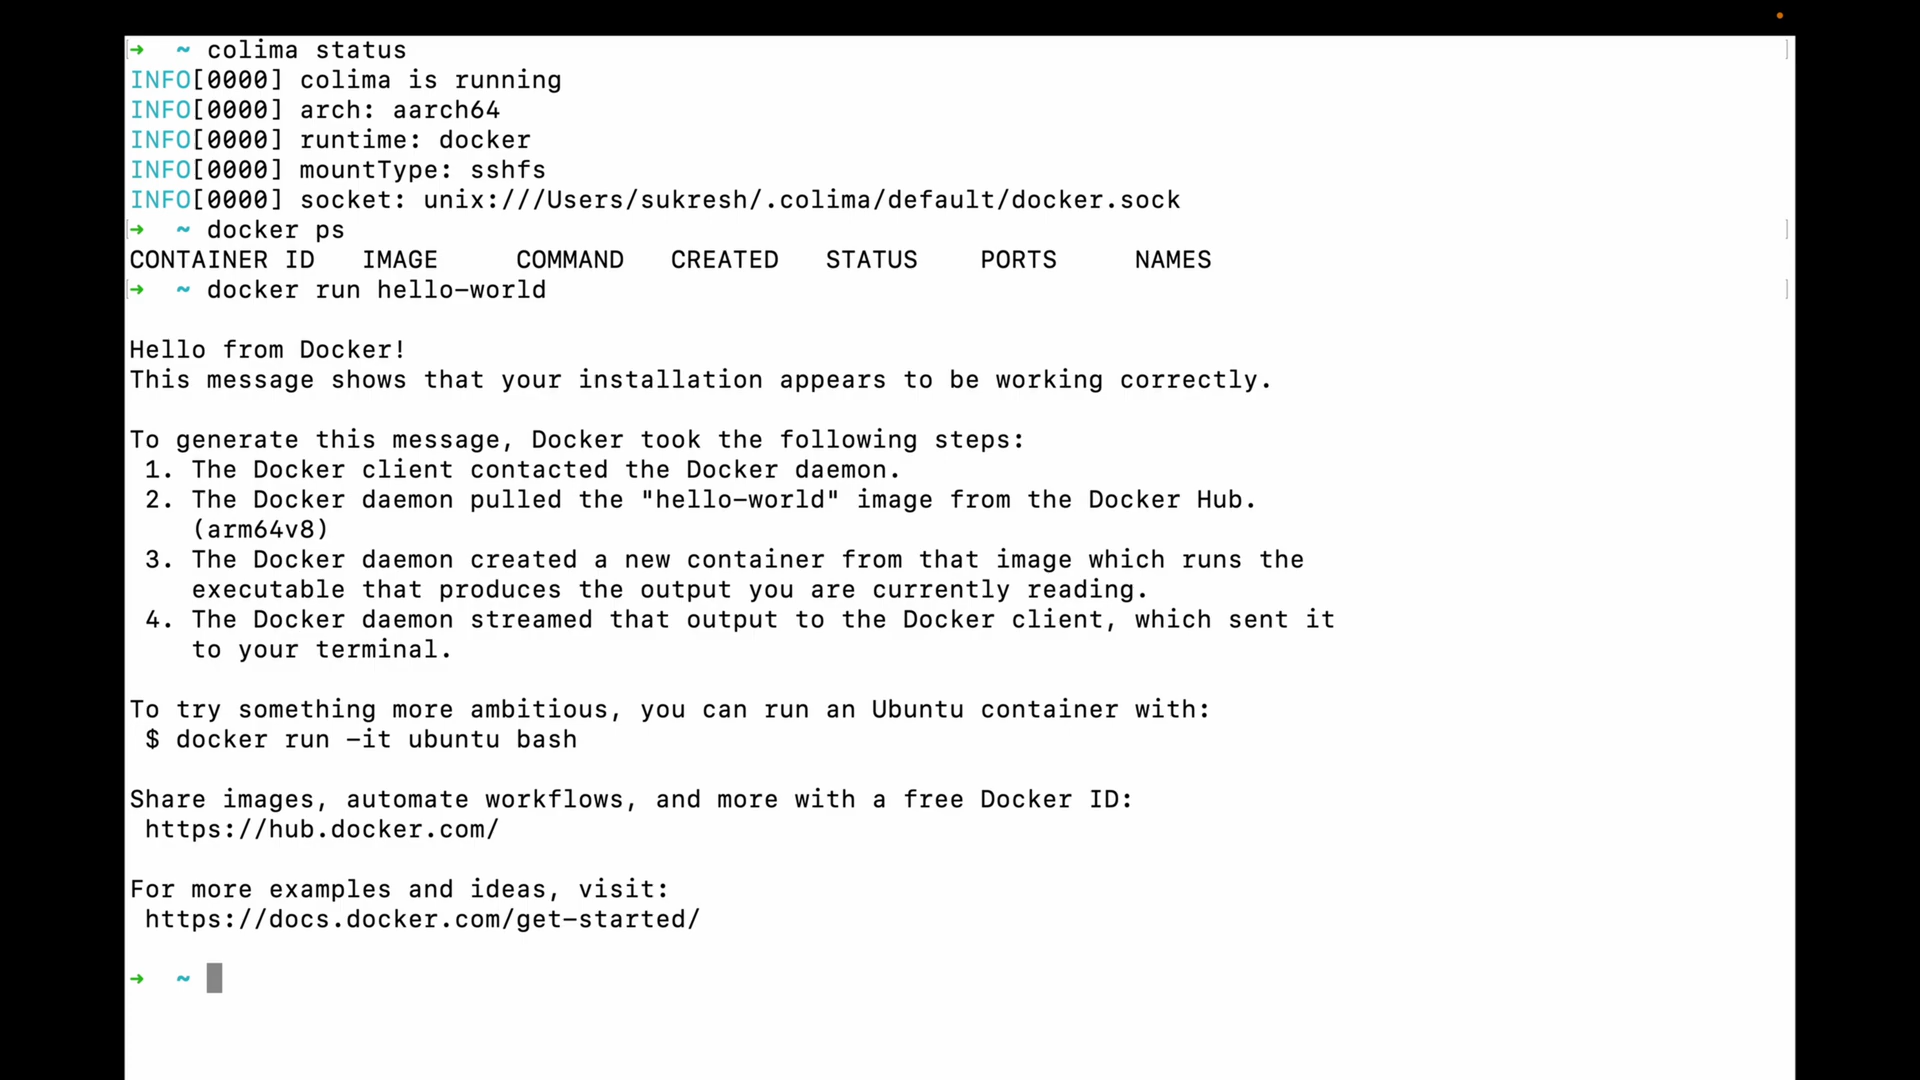 → ~ colima status
INFO[0000] colima is running
INFO[0000] arch: aarch64
INFO[0000] runtime: docker
INFO[0000] mountType: sshfs
INFO[0000] socket: unix:///Users/sukresh/.colima/default/docker.sock
→ ~ docker ps
CONTAINER ID IMAGE COMMAND CREATED STATUS PORTS NAMES
→ ~ docker run hello-world
Hello from Docker!
This message shows that your installation appears to be working correctly.
To generate this message, Docker took the following steps:
1. The Docker client contacted the Docker daemon.
2. The Docker daemon pulled the "hello-world" image from the Docker Hub.
(arm64v8)
3. The Docker daemon created a new container from that image which runs the
executable that produces the output you are currently reading.
4. The Docker daemon streamed that output to the Docker client, which sent it
to your terminal.
To try something more ambitious, you can run an Ubuntu container with:
$ docker run -it ubuntu bash
Share images, automate workflows, and more with a free Docker ID:
https://hub.docker.com/
For more examples and ideas, visit:
https://docs.docker.com/get-started/
→ ~